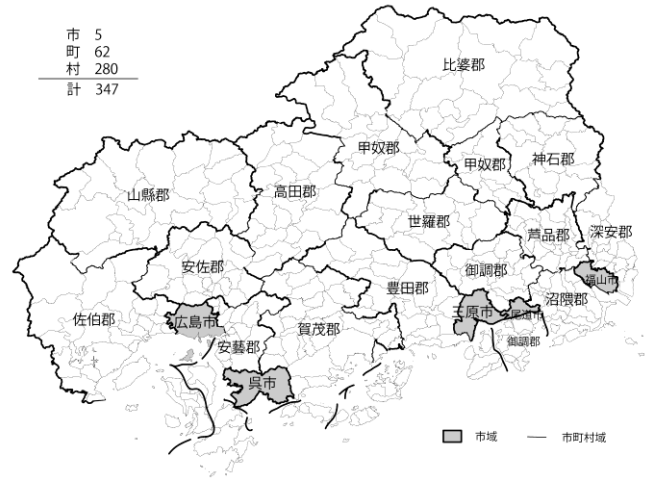 市 5
町 62
村 280
計 347
比婆郡
甲奴郡
甲奴郡
神石郡
山縣郡
高田郡
世羅郡
芦品郡
深安郡
安佐郡
御調郡
福山市
豊田郡
沼隈郡
佐伯郡
広島市
三原市
尾道市
賀茂郡
安藝郡
御調郡
呉市
市域
市町村域